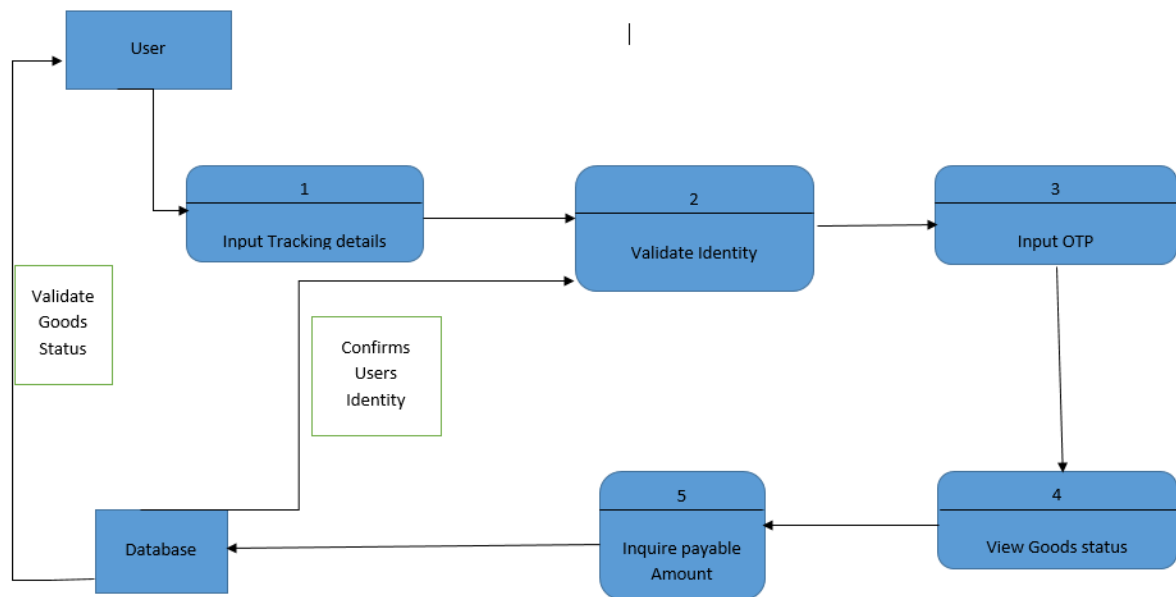 User
1
Input Tracking details
2
Validate Identity
3
Input OTP
Validate
Goods
Status
Confirms
Users
Identity
4
View Goods status
5
Inquire payable
Amount
Database